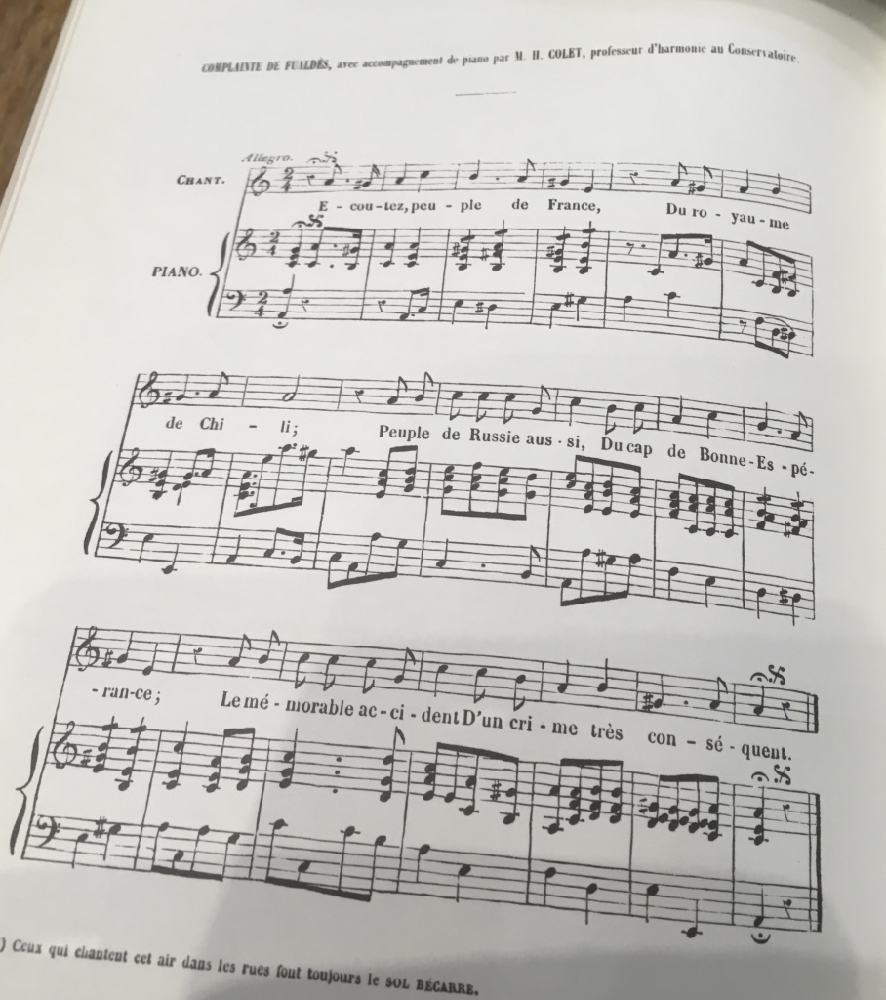 COMPLAINTE DE FUALDÈS, avec accompagnement de piano par M. H. COLET, professeur d'harmonie au Conservatoire.
Allegro.
CHANT.
E - cou-tez, peu - ple de France, Du ro - yau - me
PIANO.
de Chi - li; Peuple de Russie aus - si, Du cap de Bonne-Es - pé-
- ran-ce; Le mé - morable ac-ci - dent D'un cri - me très con - sé - quent.
) Ceux qui chantent cet air dans les rues font toujours le SOL BÉCARRE.